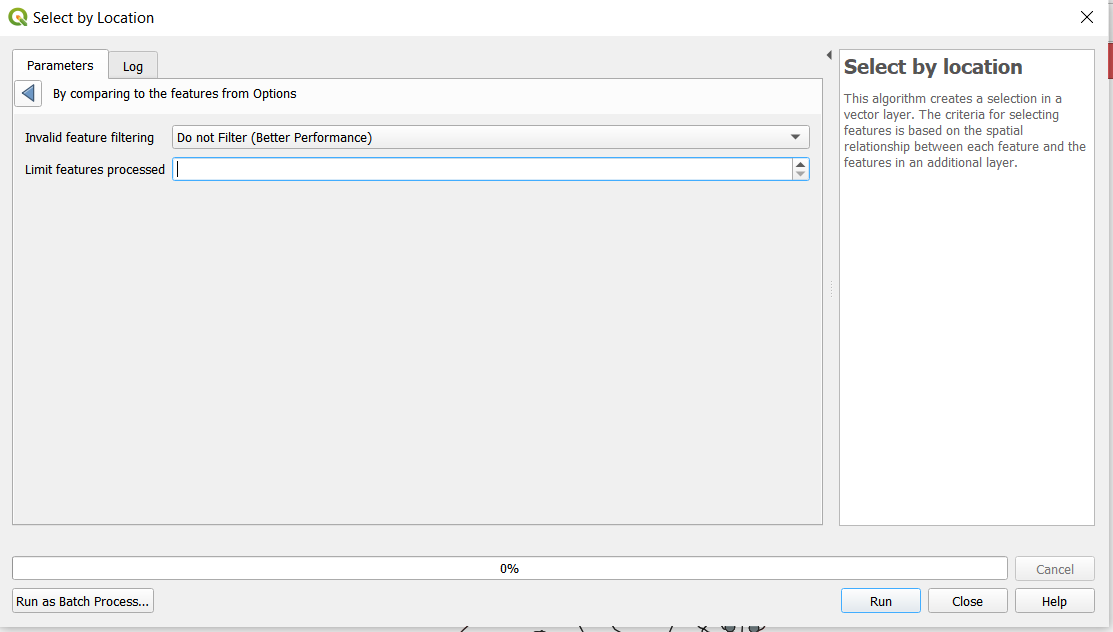 Select by Location
Parameters
Log
By comparing to the features from Options
Invalid feature filtering
Do not Filter (Better Performance)
Limit features processed
Select by location
This algorithm creates a selection in a
vector layer. The criteria for selecting
features is based on the spatial
relationship between each feature and the
features in an additional layer.
0%
Cancel
Run as Batch Process...
Run
Close
Help